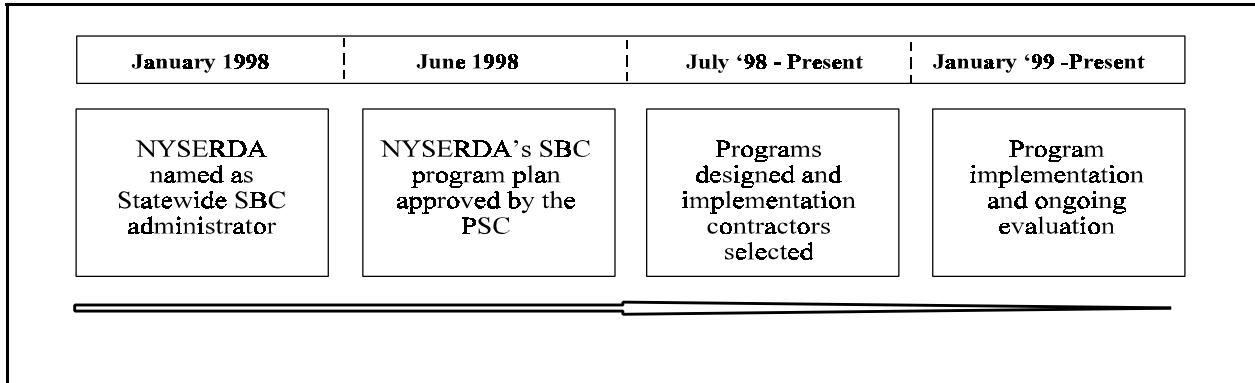 January 1998
June 1998
July ‘98 - Present
January ‘99 -Present
NYSERDA
named as
Statewide SBC
administrator
NYSERDA’s SBC
program plan
approved by the
PSC
Programs
designed and
implementation
contractors
selected
Program
implementation
and ongoing
evaluation